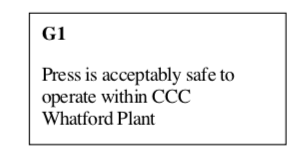 G1
Press is acceptably safe to
operate within CCC
Whatford Plant